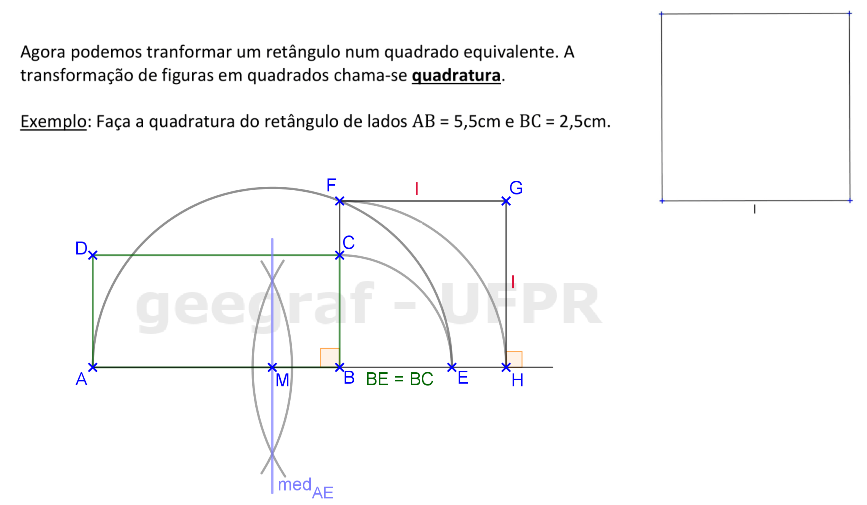 Agora podemos tranformar um retângulo num quadrado equivalente. A
transformação de figuras em quadrados chama-se quadratura.
Exemplo: Faça a quadratura do retângulo de lados AB = 5,5cm e BC = 2,5cm.
l
F
l
G
D
C
l
geegraf - UFPR
A
M
B
BE = BC
E
H
med AE